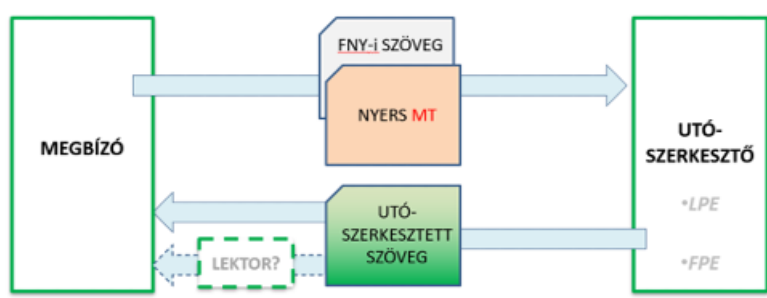 FNY-i SZÖVEG
NYERS MT
MEGBÍZÓ
UTÓ-
SZERKESZTŐ
•LPE
•FPE
UTÓ-
SZERKESZTETT
SZÖVEG
LEKTOR?